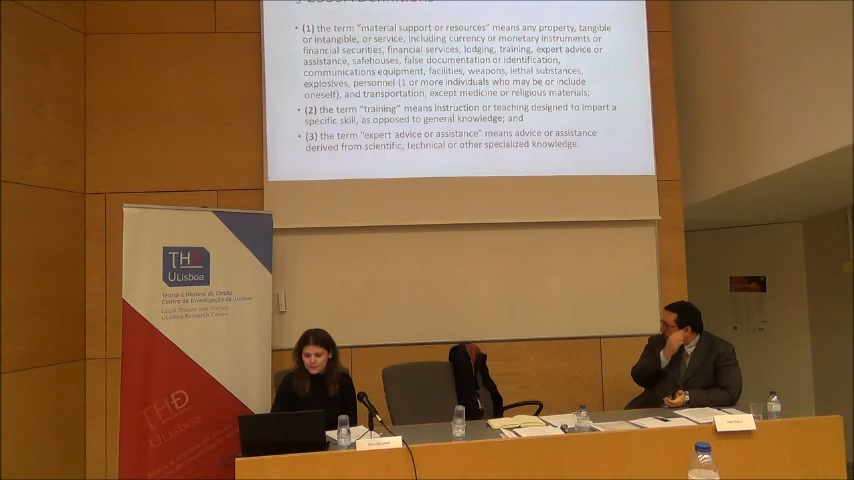 • (1) the term "material support or resources" means any property, tangible
or intangible, or service, including currency or monetary instruments or
financial securities, financial services, lodging, training, expert advice or
assistance, safehouses, false documentation or identification,
communications equipment, facilities, weapons, lethal substances,
explosives, personnel (1 or more individuals who may be or include
oneself), and transportation, except medicine or religious materials;
• (2) the term "training" means instruction or teaching designed to impart a
specific skill, as opposed to general knowledge; and
• (3) the term "expert advice or assistance" means advice or assistance
derived from scientific, technical or other specialized knowledge.
THD
ULisboa
Teoria e História do Direito
Centro de Investigação da ULisboa
Legal Theory and History
ULisboa Research Centre
THD
ULisboa